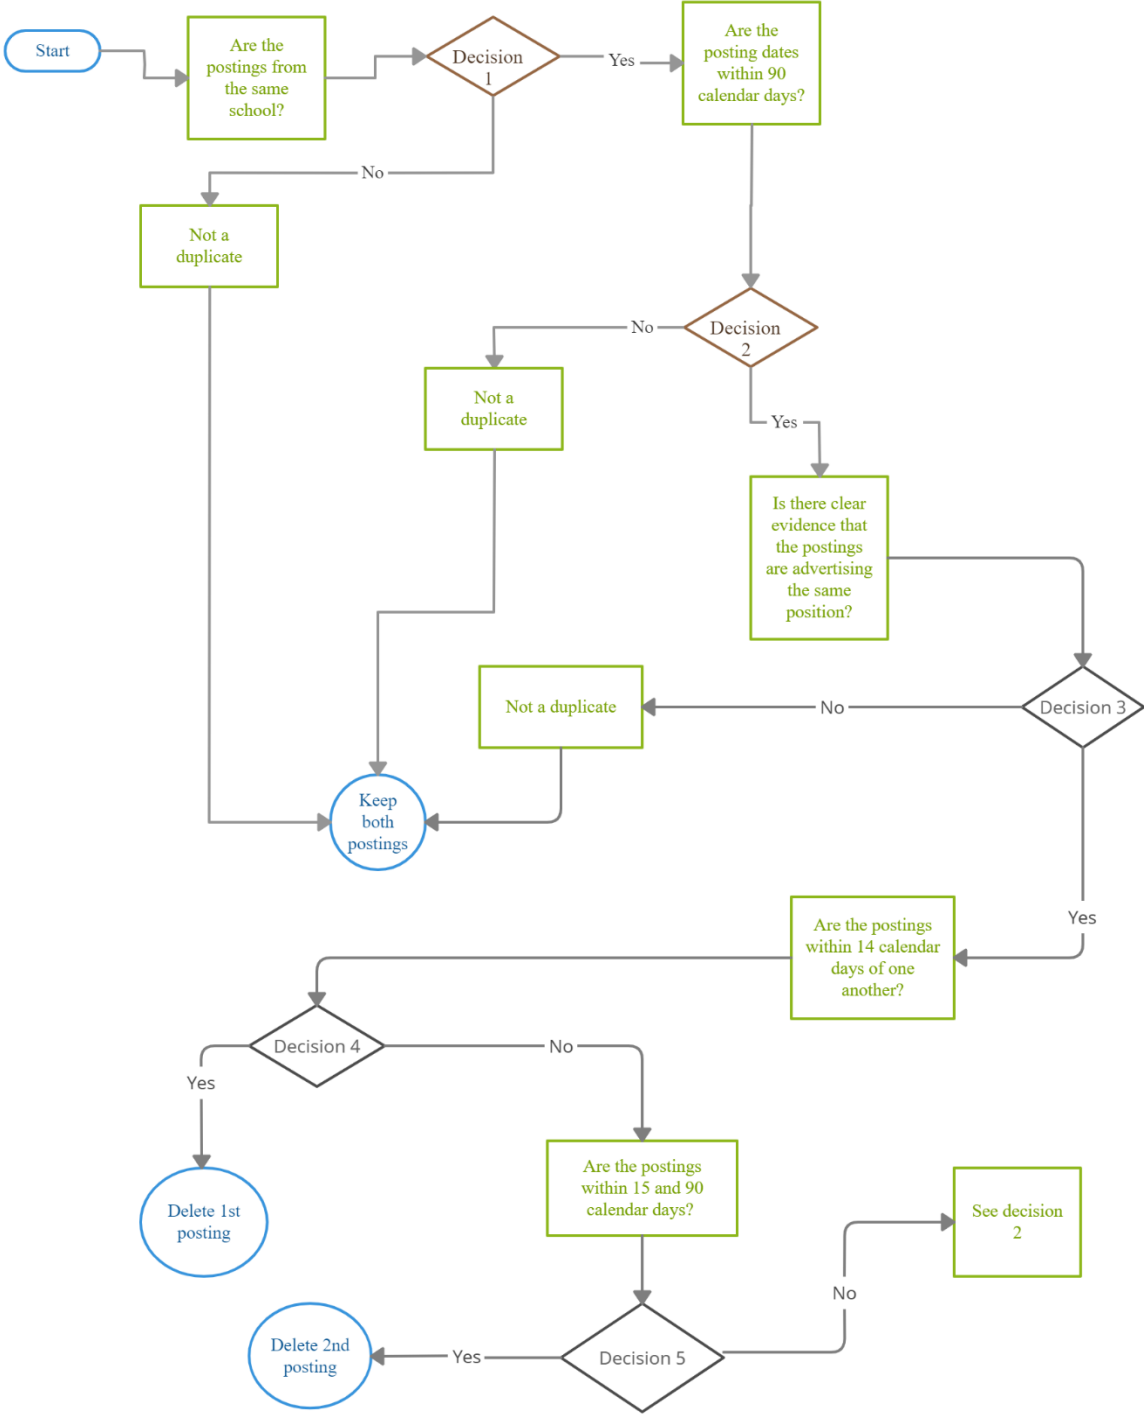 Start
Are the
postings from
the same
school?
Decision
1
Yes
Are the
posting dates
within 90
calendar days?
No
Not a
duplicate
Decision
2
No
Not a
duplicate
Yes
Is there clear
evidence that
the postings
are advertising
the same
position?
Decision 3
No
Not a duplicate
Keep
both
postings
Yes
Are the postings
within 14 calendar
days of one
another?
Decision 4
No
Yes
Delete 1st
posting
Are the postings
within 15 and 90
calendar days?
See decision
2
No
Decision 5
Yes
Delete 2nd
posting